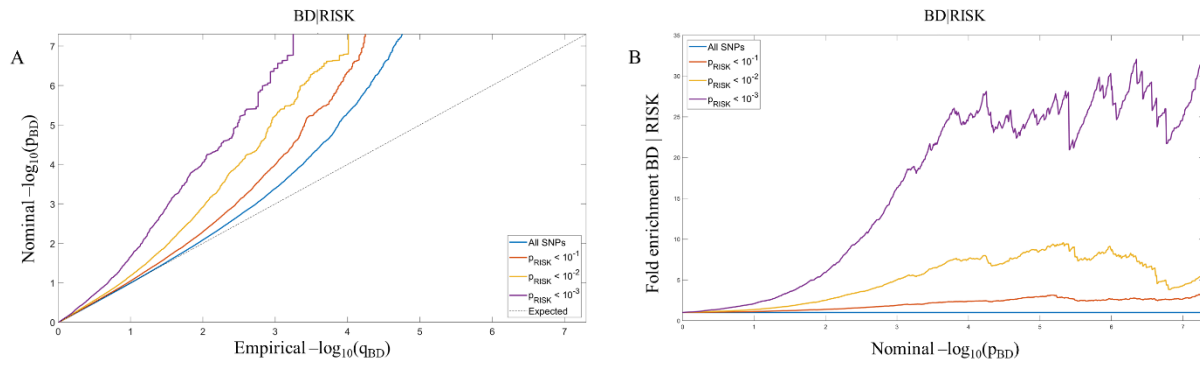 BD|RISK
A
7
6
5
4
3
2
1
0
Nominal –log10(pBD)
0
1
2
3
4
5
6
7
Empirical –log10(qBD)
All SNPs
pRISK < 10-1
pRISK < 10-2
pRISK < 10-3
Expected
BD|RISK
B
35
30
25
20
15
10
5
0
Fold enrichment BD | RISK
0
1
2
3
4
5
6
7
Nominal –log10(pBD)
All SNPs
pRISK < 10-1
pRISK < 10-2
pRISK < 10-3